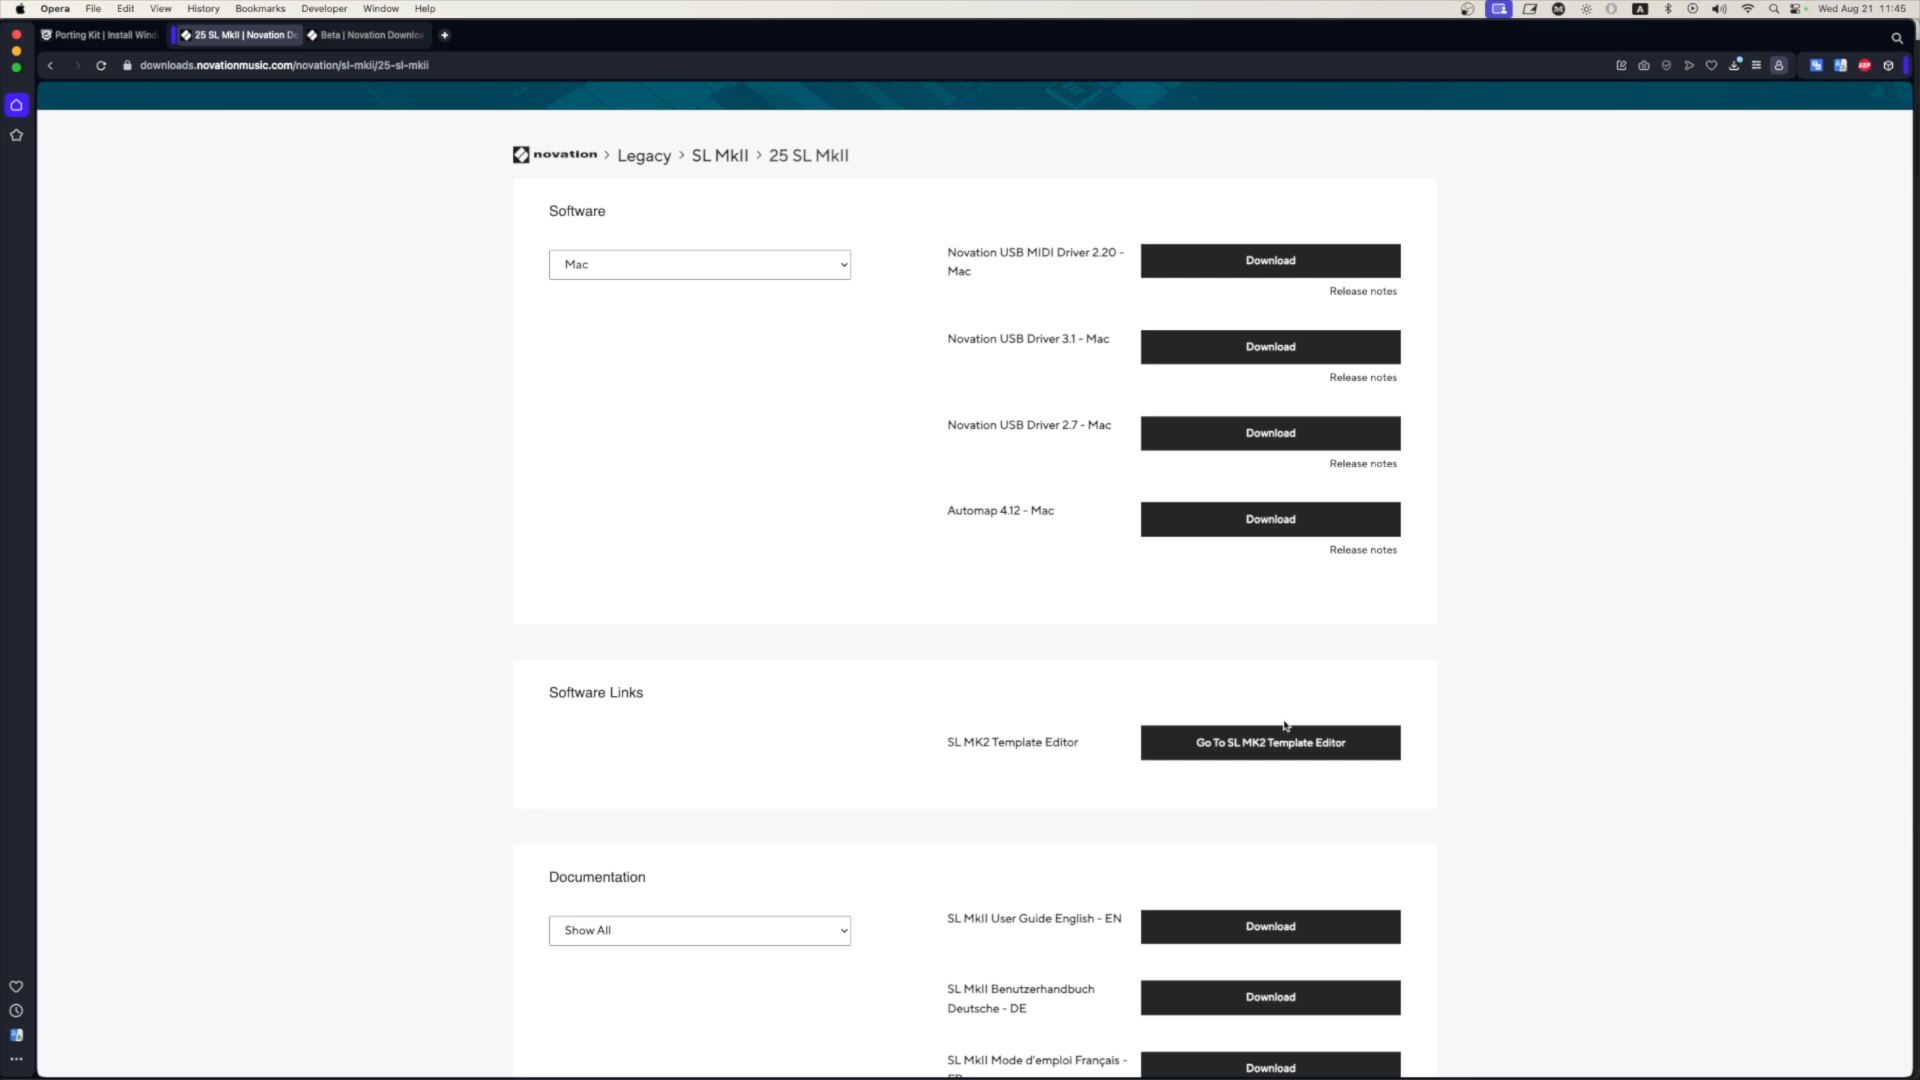 Opera File Edit View History Bookmarks Developer Window Help
Wed Aug 21 11:45
Porting Kit | Install Wind
25 SL MkII | Novation Do
Beta | Novation Downloa
downloads.novationmusic.com/novation/sl-mkii/25-sl-mkii
novation > Legacy > SL MkII > 25 SL MkII
Software
Mac
Novation USB MIDI Driver 2.20 -
Mac
Download
Release notes
Novation USB Driver 3.1 - Mac
Download
Release notes
Novation USB Driver 2.7 - Mac
Download
Release notes
Automap 4.12 - Mac
Download
Release notes
Software Links
SL MK2 Template Editor
Go To SL MK2 Template Editor
Documentation
Show All
SL MkII User Guide English - EN
Download
SL MkII Benutzerhandbuch
Deutsche - DE
Download
SL MkII Mode d'emploi Français -
Download